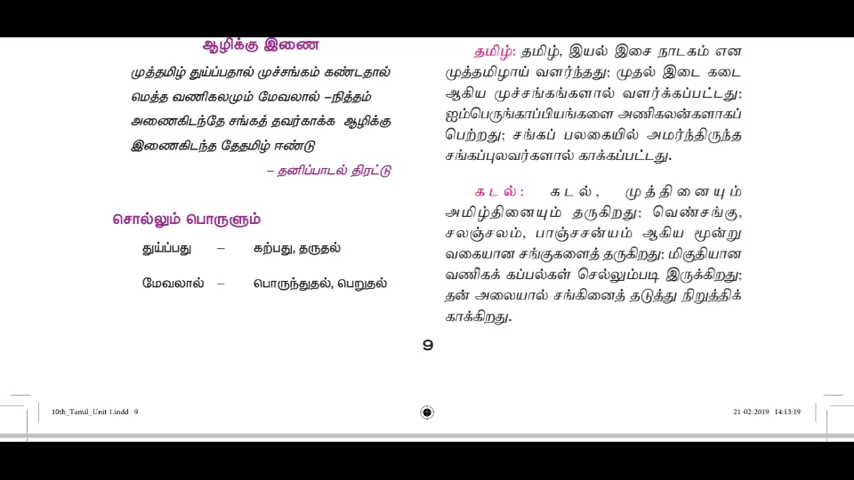 ஆழிக்கு இணை
முத்தமிழ் துய்ப்பதால் முச்சங்கம் கண்டதால்
மெத்த வணிகலமும் மேவலால் –நித்தம்
அணைகிடந்தே சங்கத் தவர்காக்க ஆழிக்கு
இணைகிடந்த தேதமிழ் ஈண்டு
– தனிப்பாடல் திரட்டு
சொல்லும் பொருளும்
துய்ப்பது – கற்பது, தருதல்
மேவலால் – பொருந்துதல், பெறுதல்
தமிழ்: தமிழ், இயல் இசை நாடகம் என
முத்தமிழாய் வளர்ந்தது; முதல் இடை கடை
ஆகிய முச்சங்கங்களால் வளர்க்கப்பட்டது;
ஐம்பெருங்காப்பியங்களை அணிகலன்களாகப்
பெற்றது; சங்கப் பலகையில் அமர்ந்திருந்த
சங்கப்புலவர்களால் காக்கப்பட்டது.
கடல்: கடல், முத்தினையும்
அமிழ்தினையும் தருகிறது; வெண்சங்கு,
சலஞ்சலம், பாஞ்சசன்யம் ஆகிய மூன்று
வகையான சங்குகளைத் தருகிறது; மிகுதியான
வணிகக் கப்பல்கள் செல்லும்படி இருக்கிறது;
தன் அலையால் சங்கினைத் தடுத்து நிறுத்திக்
காக்கிறது.
9
10th_Tamil_Unit 1.indd 9
21-02-2019 14:13:19